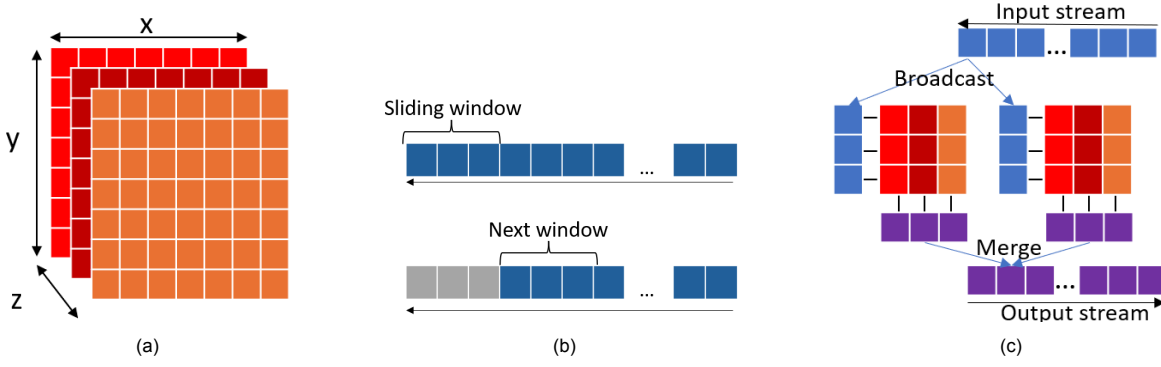 x
y
z
(a)
Sliding window
...
Next window
...
(b)
Input stream
...
Broadcast
Merge
...
Output stream
(c)